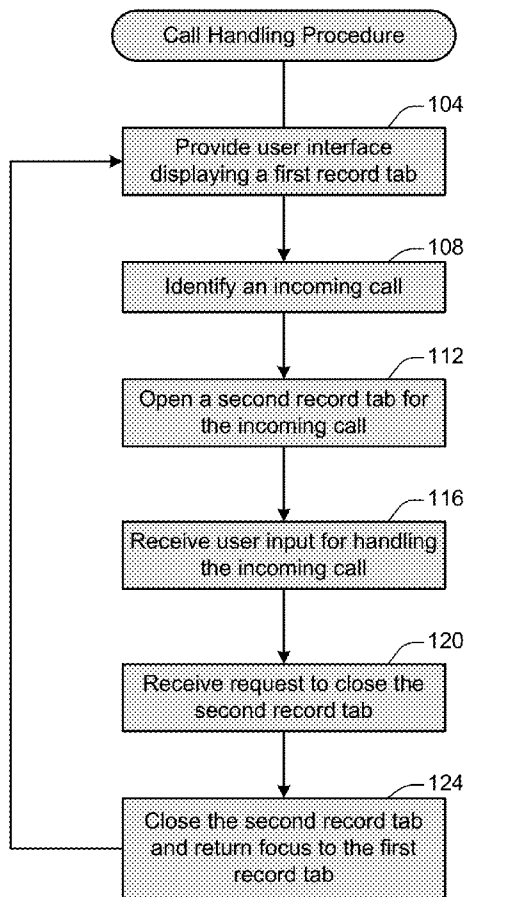 Call Handling Procedure
104
Provide user interface
displaying a first record tab
108
Identify an incoming call
112
Open a second record tab for
the incoming call
116
Receive user input for handling
the incoming call
120
Receive request to close the
second record tab
124
Close the second record tab
and return focus to the first
record tab